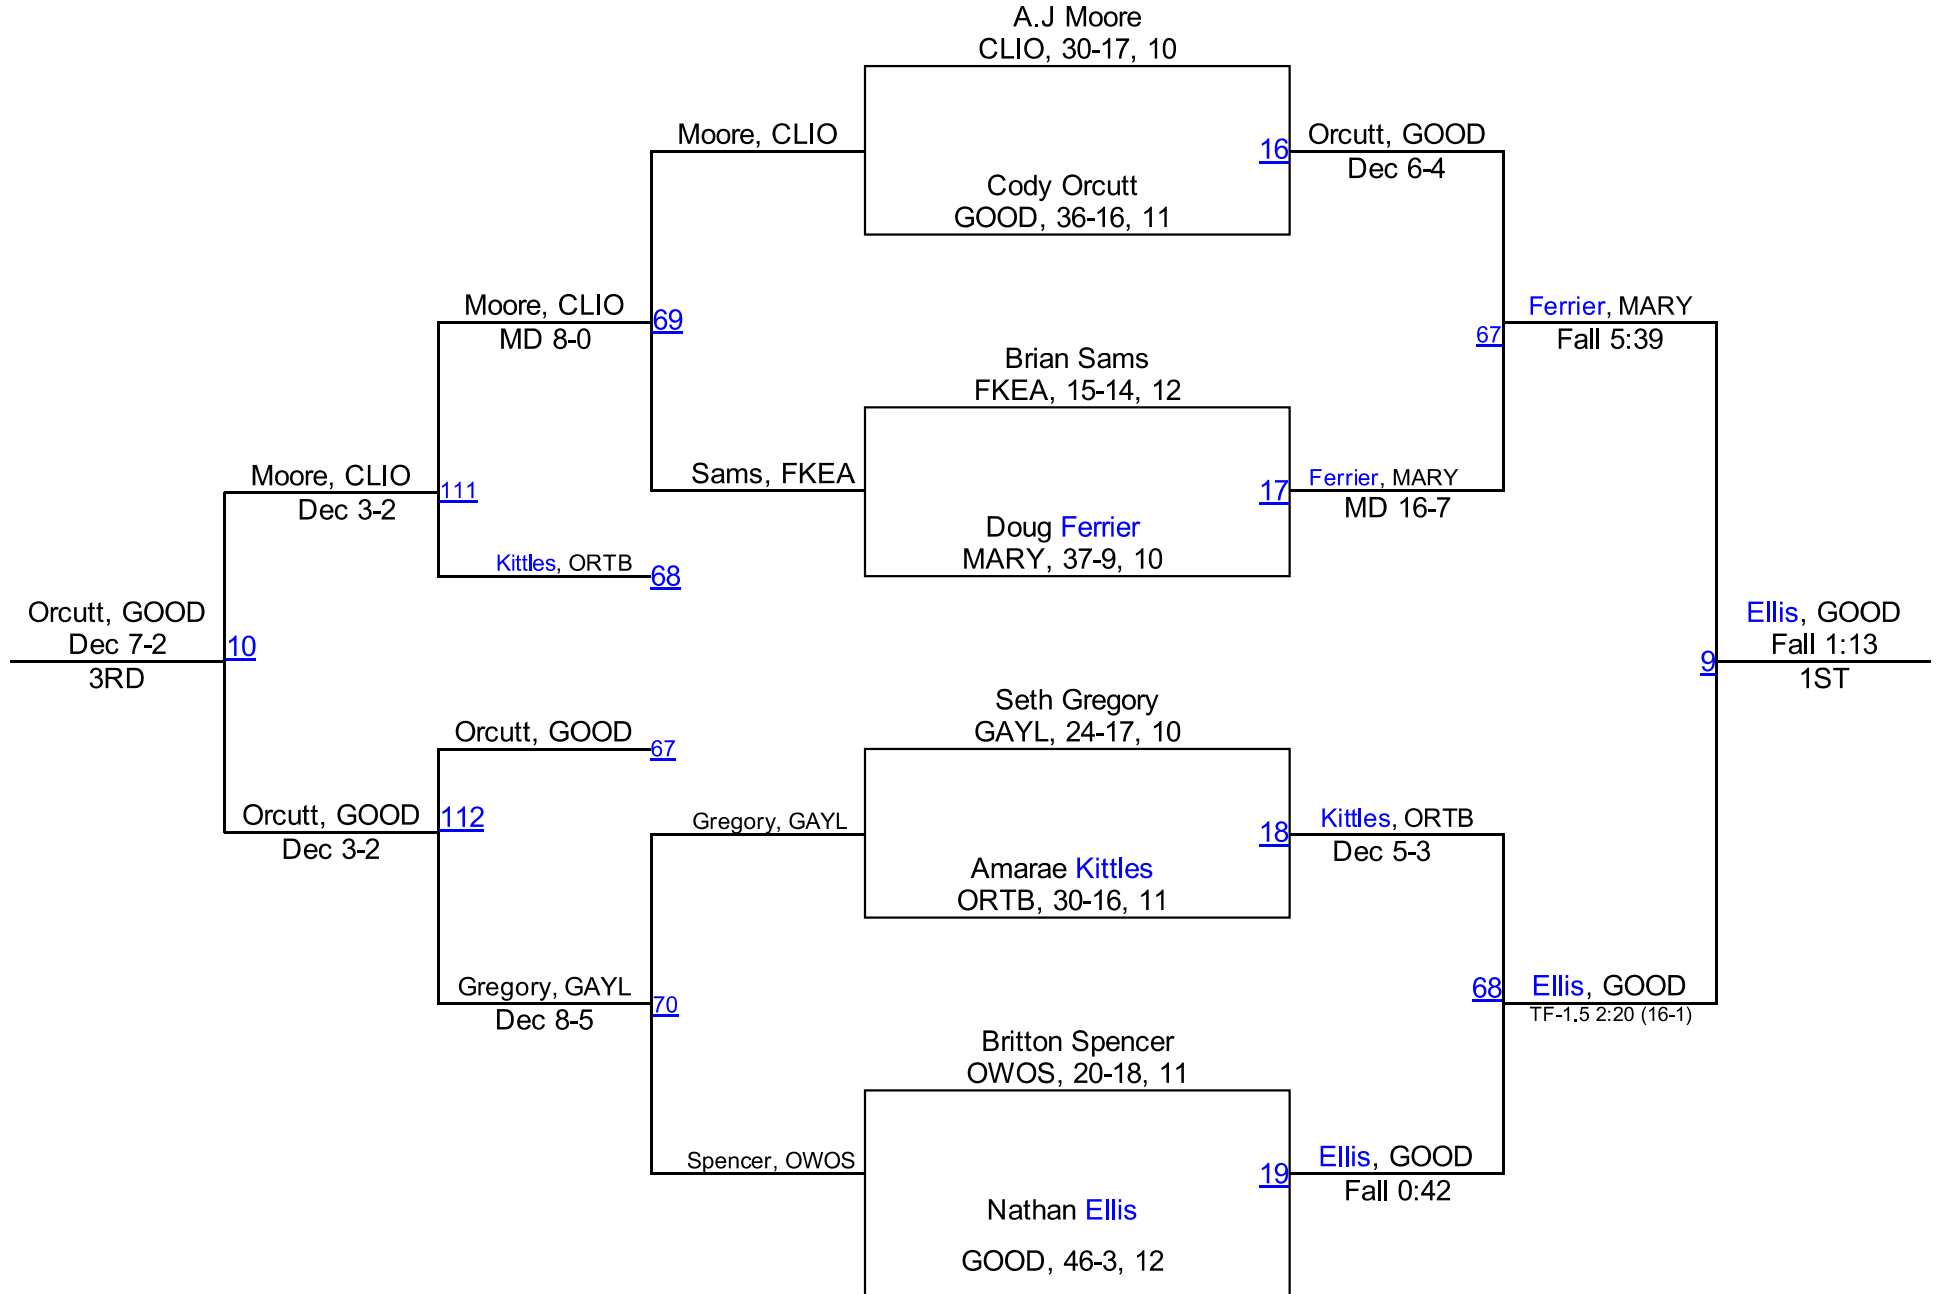 A.J Moore
CLIO, 30-17, 10
Moore, CLIO
16
Orcutt, GOOD
Dec 6-4
Cody Orcutt
GOOD, 36-16, 11
Moore, CLIO
MD 8-0
69
67
Ferrier, MARY
Fall 5:39
Brian Sams
FKEA, 15-14, 12
Moore, CLIO
Dec 3-2
111
Sams, FKEA
17
Ferrier, MARY
MD 16-7
Doug Ferrier
MARY, 37-9, 10
Kittles, ORTB
68
Orcutt, GOOD
Dec 7-2
3RD
10
9
Ellis, GOOD
Fall 1:13
1ST
Seth Gregory
GAYL, 24-17, 10
Orcutt, GOOD
67
Orcutt, GOOD
Dec 3-2
112
Gregory, GAYL
18
Kittles, ORTB
Dec 5-3
Amarae Kittles
ORTB, 30-16, 11
Gregory, GAYL
Dec 8-5
70
68
Ellis, GOOD
TF-1.5 2:20 (16-1)
Britton Spencer
OWOS, 20-18, 11
Spencer, OWOS
19
Ellis, GOOD
Fall 0:42
Nathan Ellis
GOOD, 46-3, 12